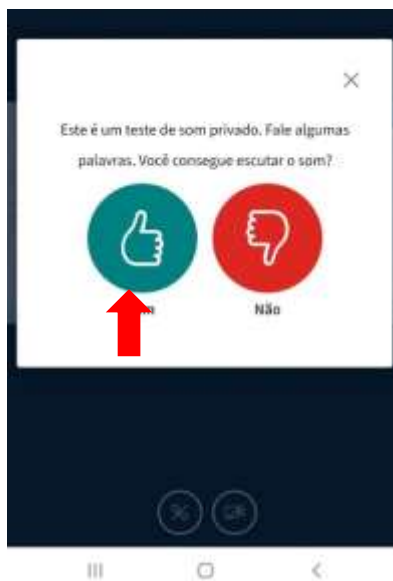 Este é um teste de som privado. Fale algumas
palavras. Você consegue escutar o som?
Não